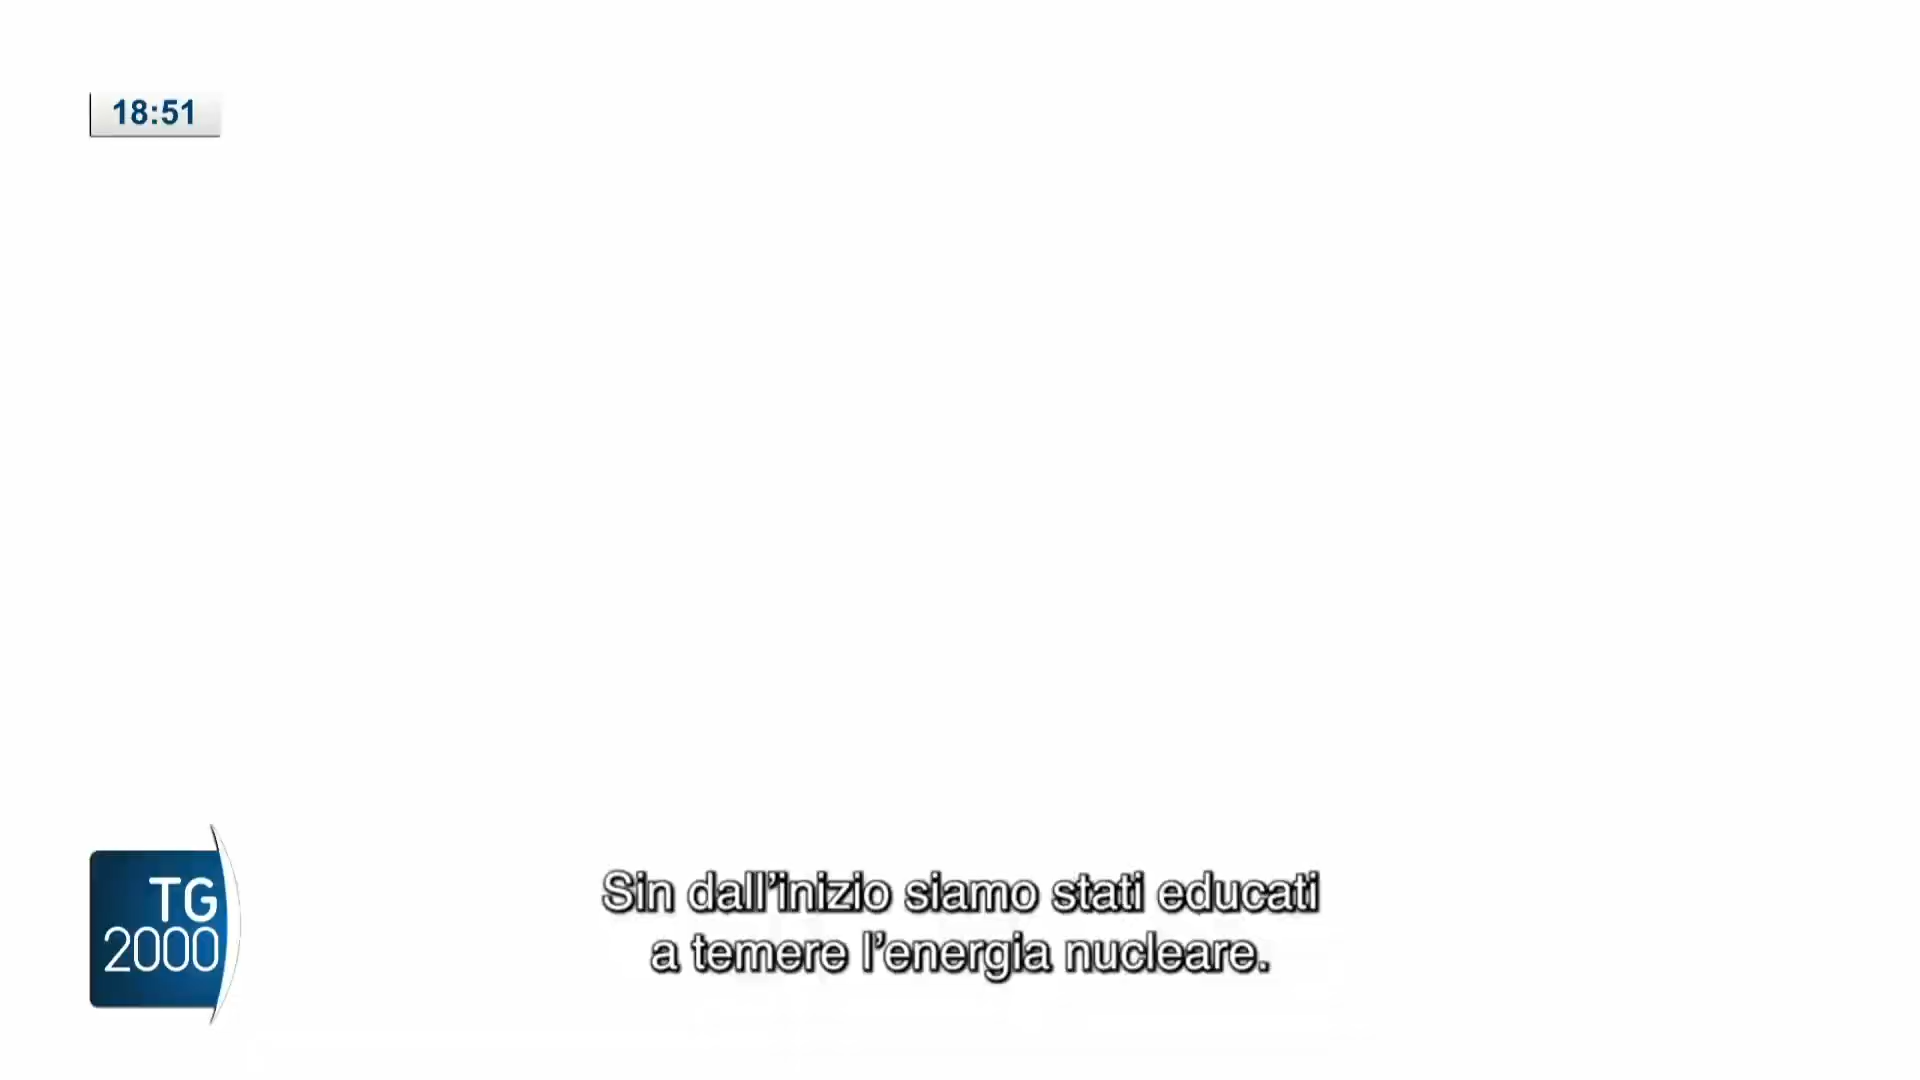 18:51
TG
2000
Sin dall'inizio siamo stati educati
a temere l'energia nucleare.